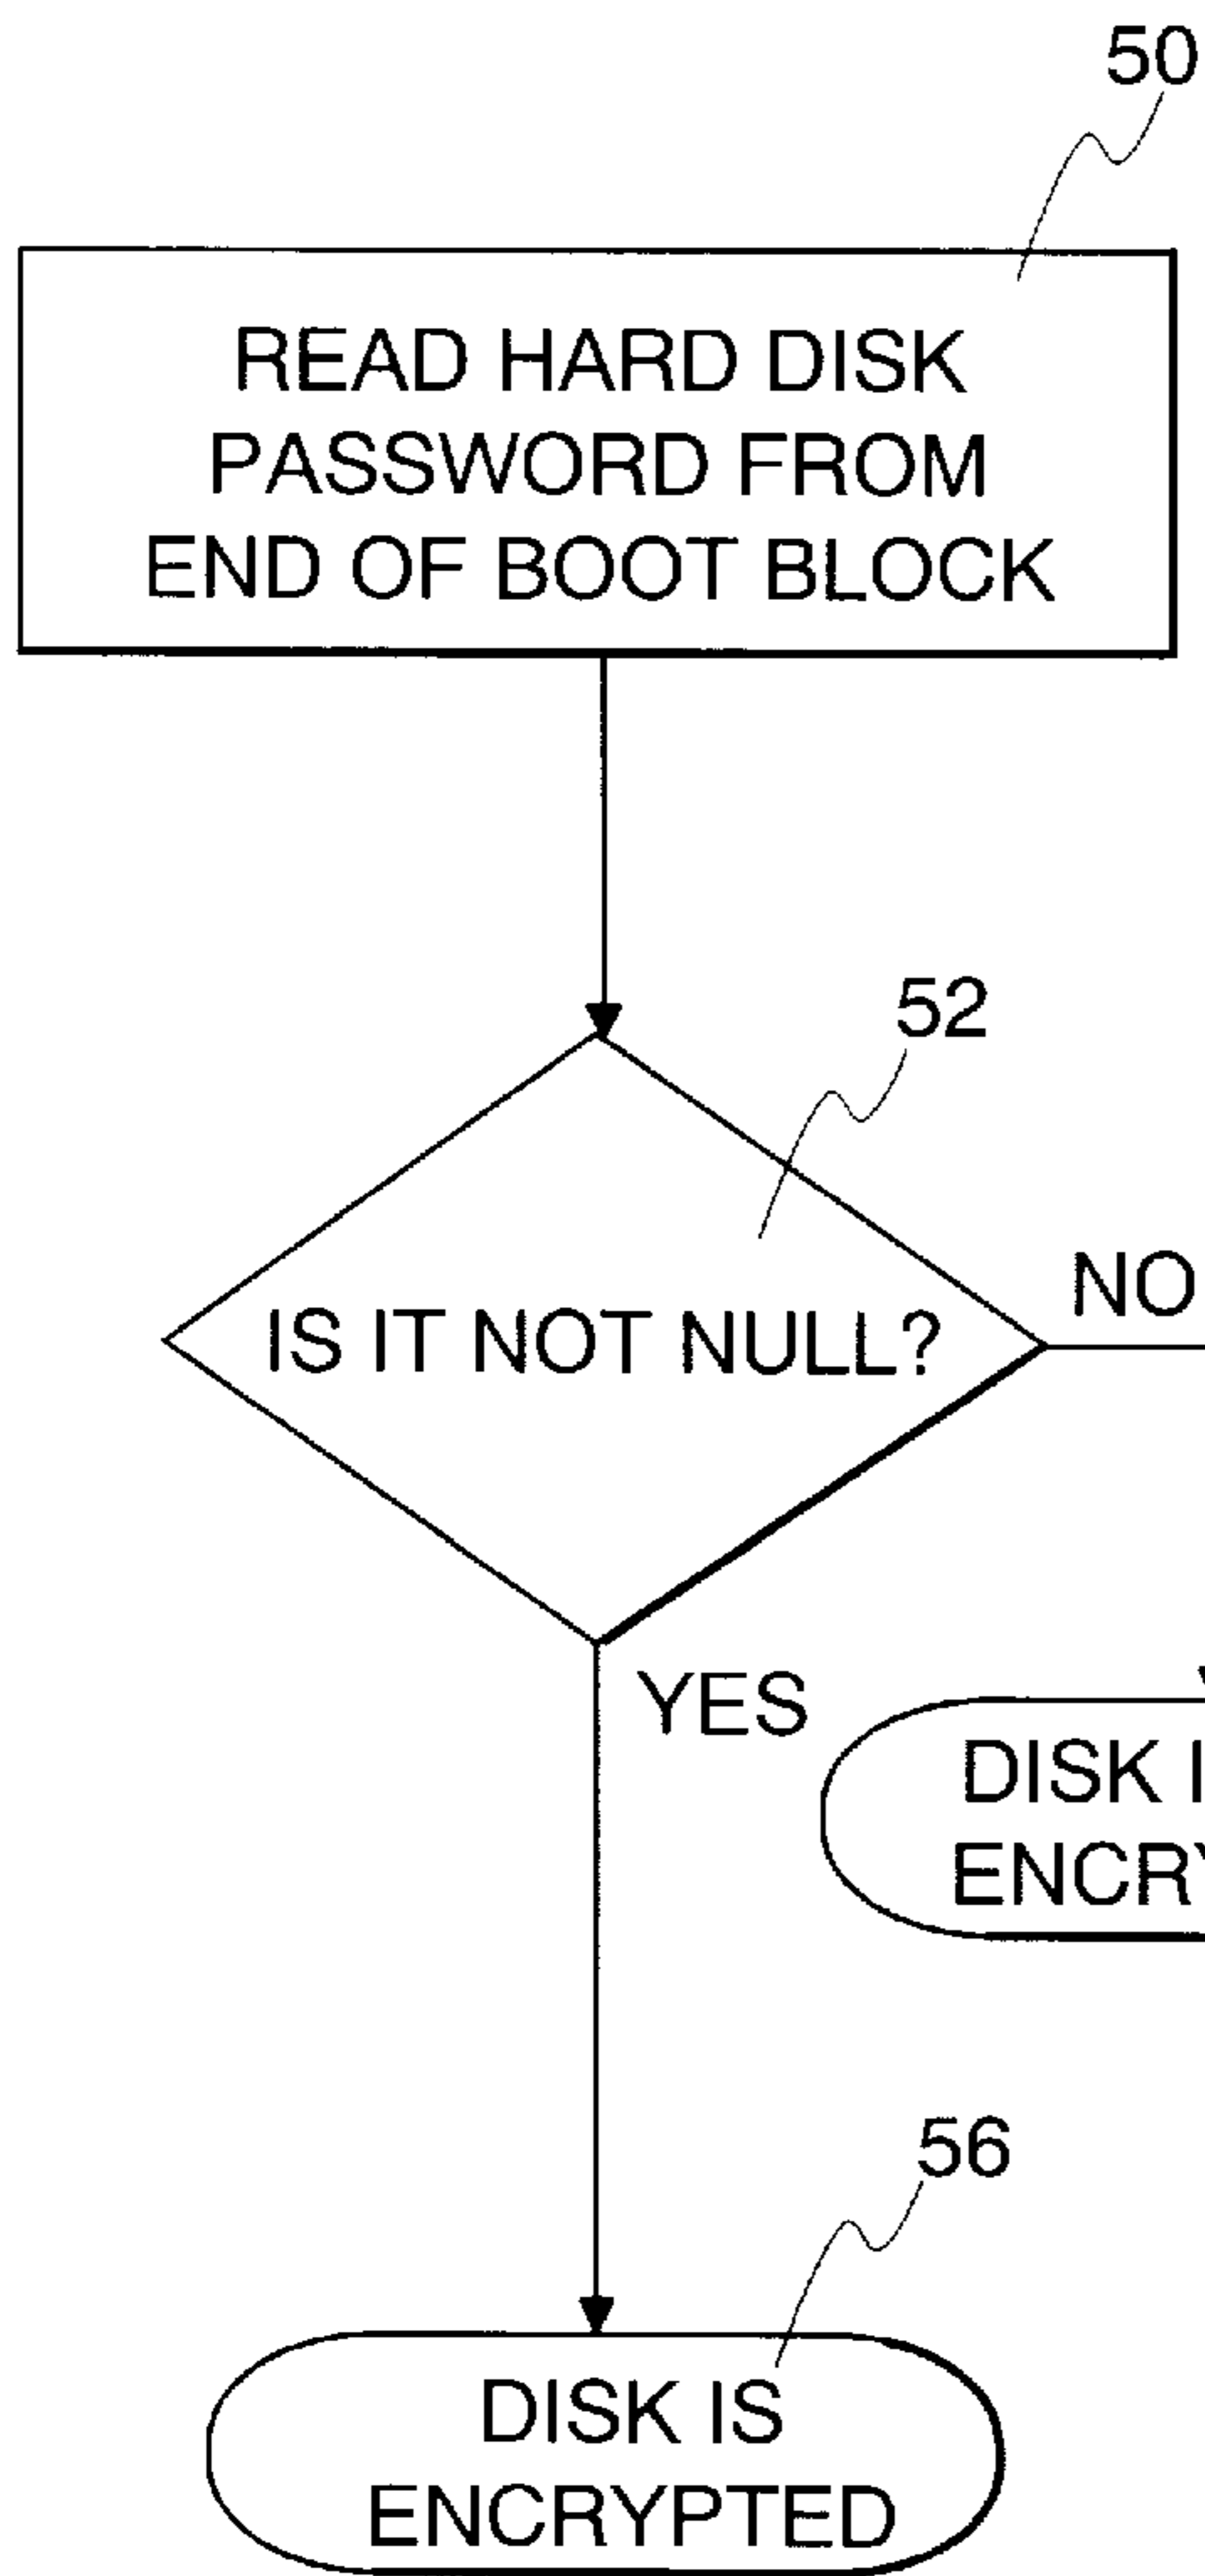 50
READ HARD DISK
PASSWORD FROM
END OF BOOT BLOCK
52
IS IT NOT NULL?
NO
YES
DISK
56
DISK IS
ENCRYPTED